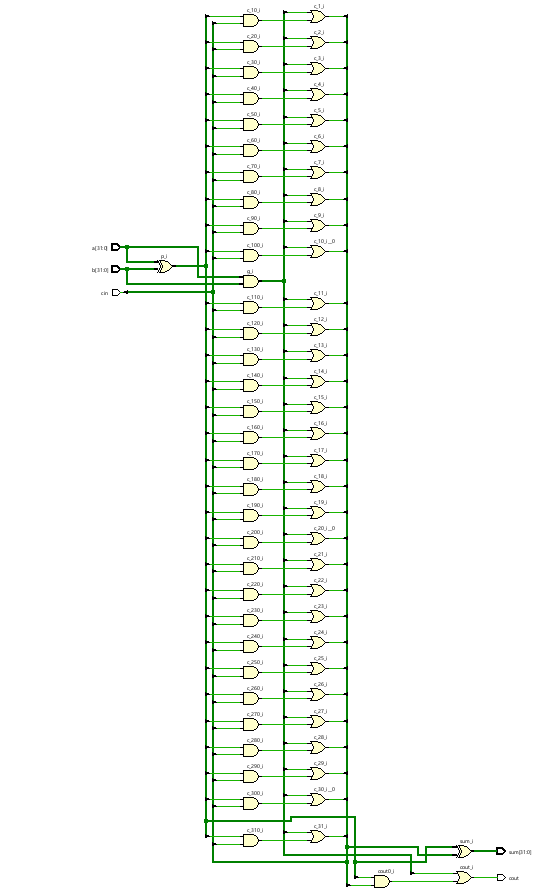 c_10_i
c_1_i
c_20_i
c_2_i
c_30_i
c_3_i
c_40_i
c_4_i
c_50_i
c_5_i
c_60_i
c_6_i
c_70_i
c_7_i
c_80_i
c_8_i
c_90_i
c_9_i
c_100_i
c_10_i__0
a[31:0]
p_i
b[31:0]
g_i
cin
c_110_i
c_11_i
c_120_i
c_12_i
c_130_i
c_13_i
c_140_i
c_14_i
c_150_i
c_15_i
c_160_i
c_16_i
c_170_i
c_17_i
c_180_i
c_18_i
c_190_i
c_19_i
c_200_i
c_20_i__0
c_210_i
c_21_i
c_220_i
c_22_i
c_230_i
c_23_i
c_240_i
c_24_i
c_250_i
c_25_i
c_260_i
c_26_i
c_270_i
c_27_i
c_280_i
c_28_i
c_290_i
c_29_i
c_300_i
c_30_i__0
c_310_i
c_31_i
sum_i
sum[31:0]
cout0_i
cout_i
cout